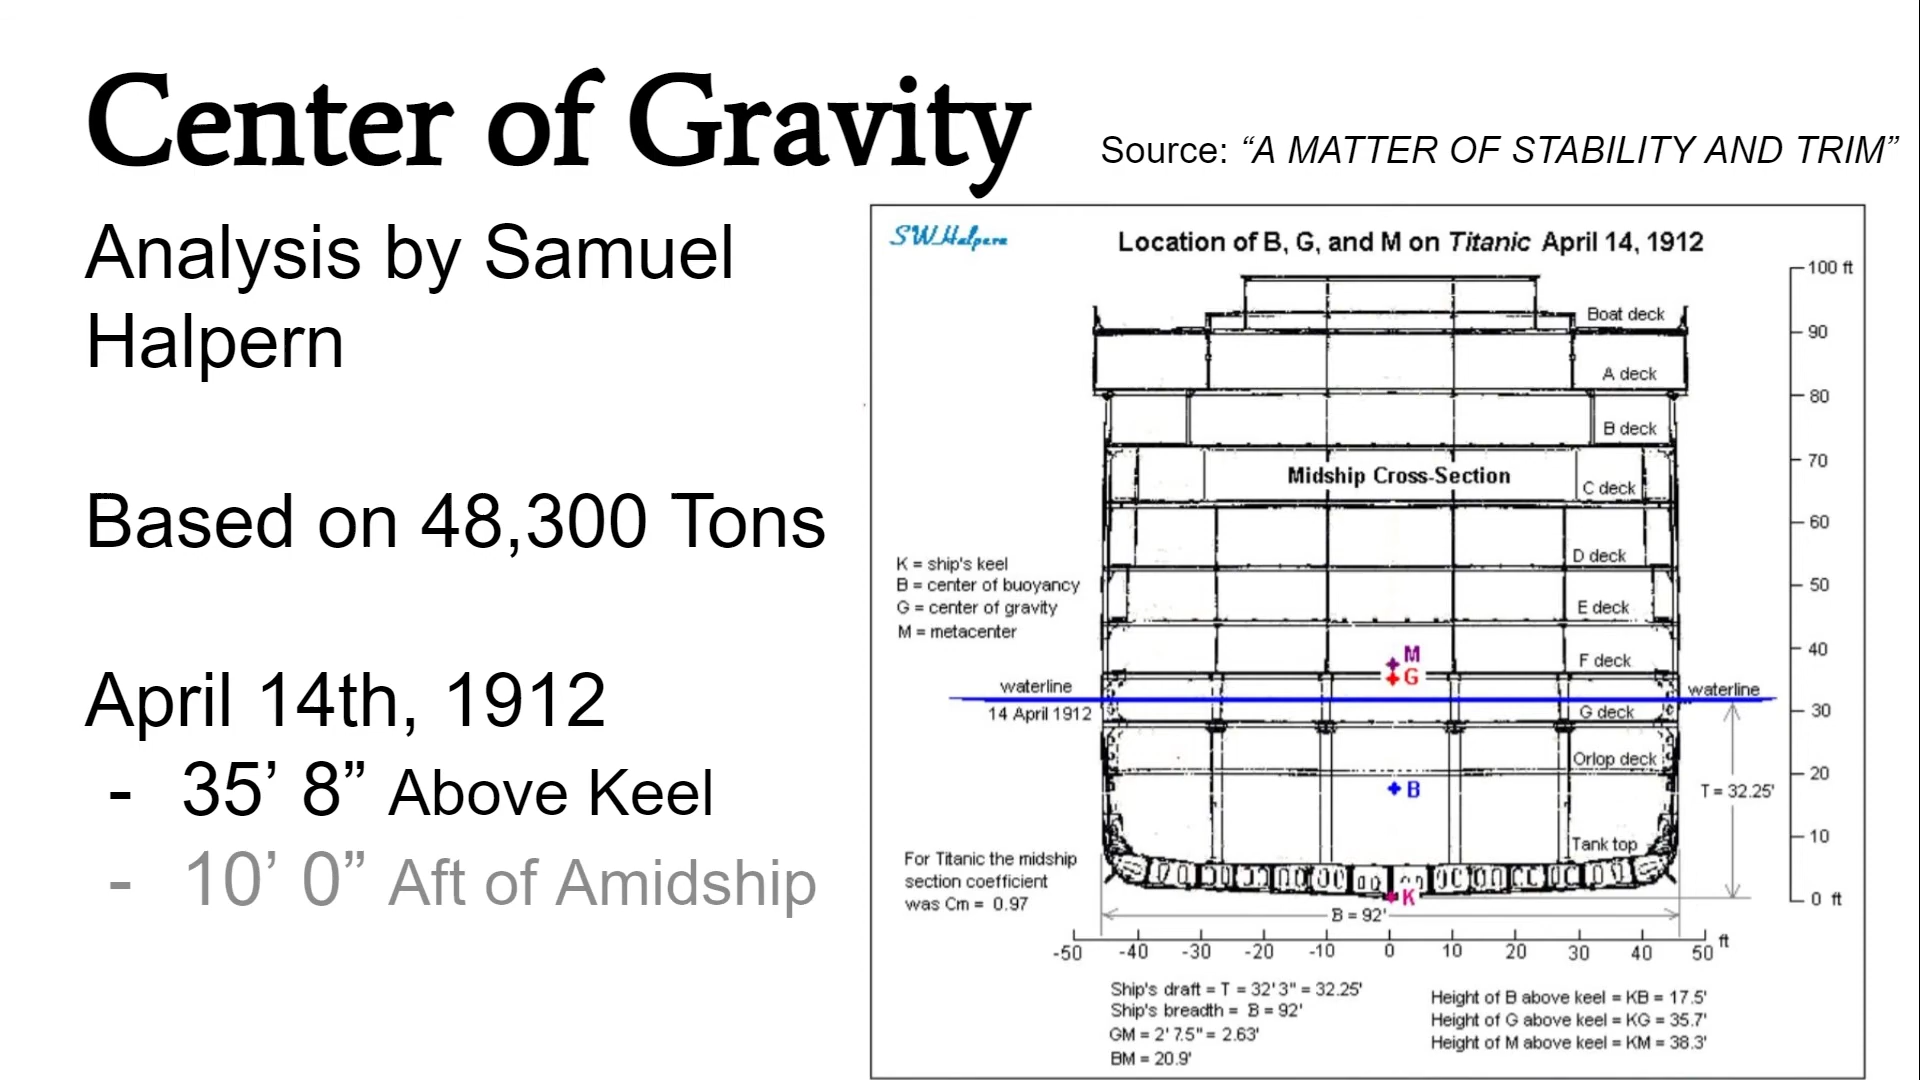 Center of Gravity
Source: “A MATTER OF STABILITY AND TRIM”
Analysis by Samuel
Halpern
Based on 48,300 Tons
April 14th, 1912
- 35’ 8” Above Keel
- 10’ 0” Aft of Amidship
SWHalpern
Location of B, G, and M on Titanic April 14, 1912
100 ft
Boat deck
90
A deck
80
B deck
70
Midship Cross-Section
C deck
60
D deck
K = ship's keel
B = center of buoyancy
G = center of gravity
M = metacenter
50
E deck
40
F deck
M
G
waterline
waterline
14 April 1912
G deck
30
Orlop deck
20
B
T = 32.25'
10
Tank top
For Titanic the midship
section coefficient
was Cm = 0.97
K
0 ft
B = 92'
-50 -40 -30 -20 -10 0 10 20 30 40 50 ft
Ship's draft = T = 32'3" = 32.25'
Ship's breadth = B = 92'
GM = 2' 7.5" = 2.63'
BM = 20.9'
Height of B above keel = KB = 17.5'
Height of G above keel = KG = 35.7'
Height of M above keel = KM = 38.3'